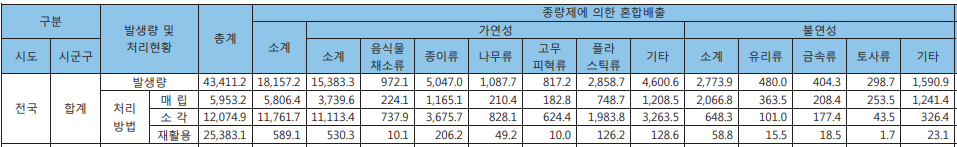 구분 발생량 및 처리현황 총계 종량제에 의한 혼합배출
소계 가연성 불연성
시도 시군구 소계 음식물 채소류 종이류 나무류 고무 피혁류 플라 스틱류 기타 소계 유리류 금속류 토사류 기타
전국 합계 발생량 43,411.2 18,157.2 15,383.3 972.1 5,047.0 1,087.7 817.2 2,858.7 4,600.6 2,773.9 480.0 404.3 298.7 1,590.9
처리 방법 매 립 5,953.2 5,806.4 3,739.6 224.1 1,165.1 210.4 182.8 748.7 1,208.5 2,066.8 363.5 208.4 253.5 1,241.4
소 각 12,074.9 11,761.7 11,113.4 737.9 3,675.7 828.1 624.4 1,983.8 3,263.5 648.3 101.0 177.4 43.5 326.4
재활용 25,383.1 589.1 530.3 10.1 206.2 49.2 10.0 126.2 128.6 58.8 15.5 18.5 1.7 23.1